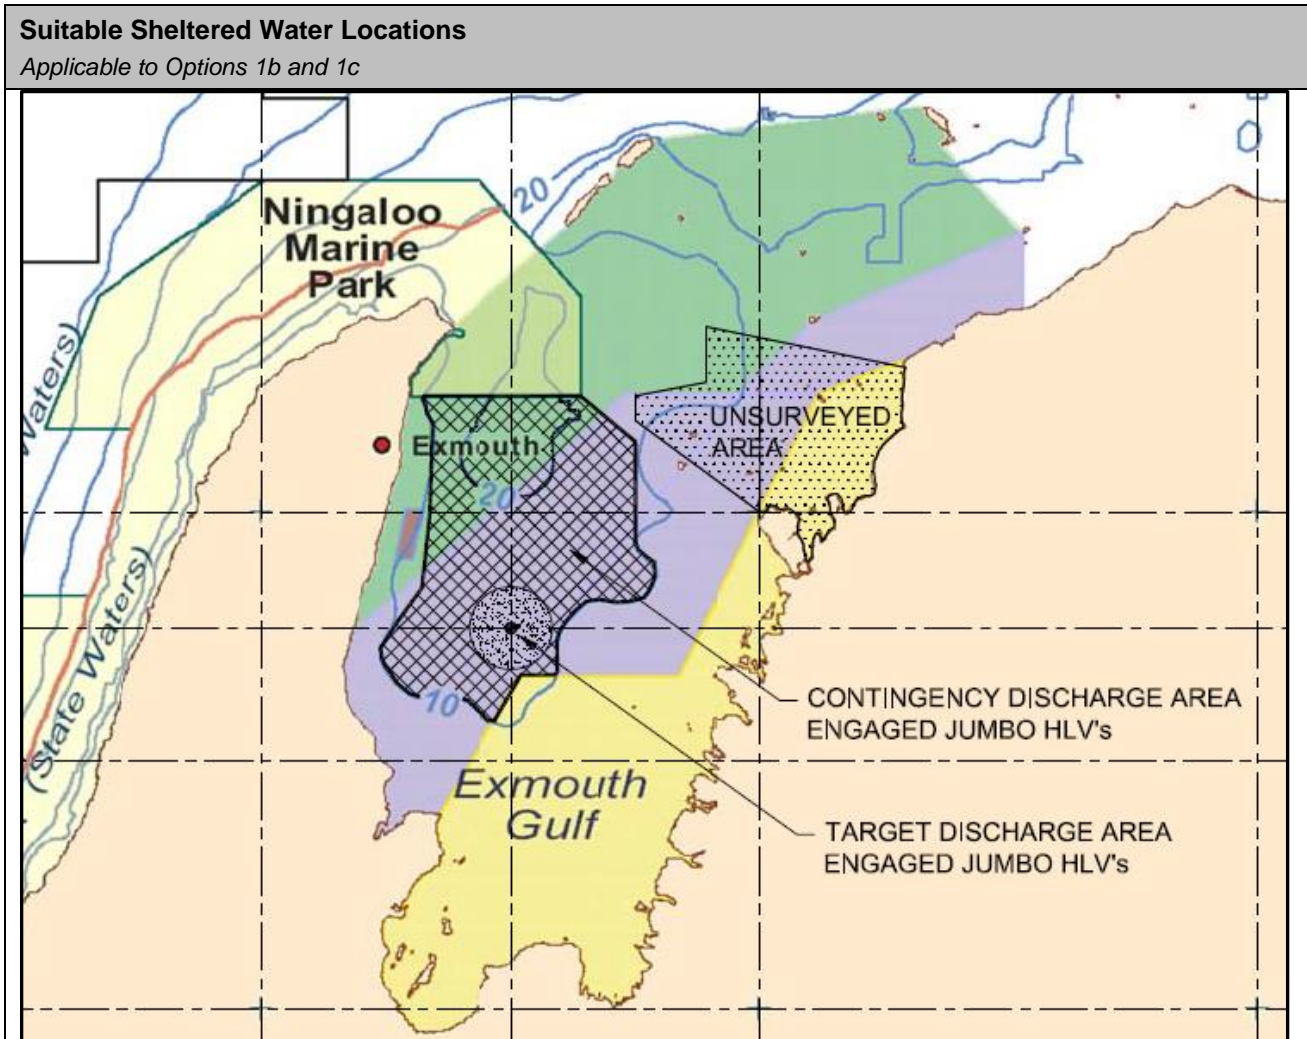 Suitable Sheltered Water Locations
Applicable to Options 1b and 1c
20
Ningaloo
Marine
Park
Waters)
UNSURVEYED
AREA
Exmouth
20
(State Waters)
10
CONTINGENCY DISCHARGE AREA
ENGAGED JUMBO HLV's
Exmouth
Gulf
TARGET DISCHARGE AREA
ENGAGED JUMBO HLV's